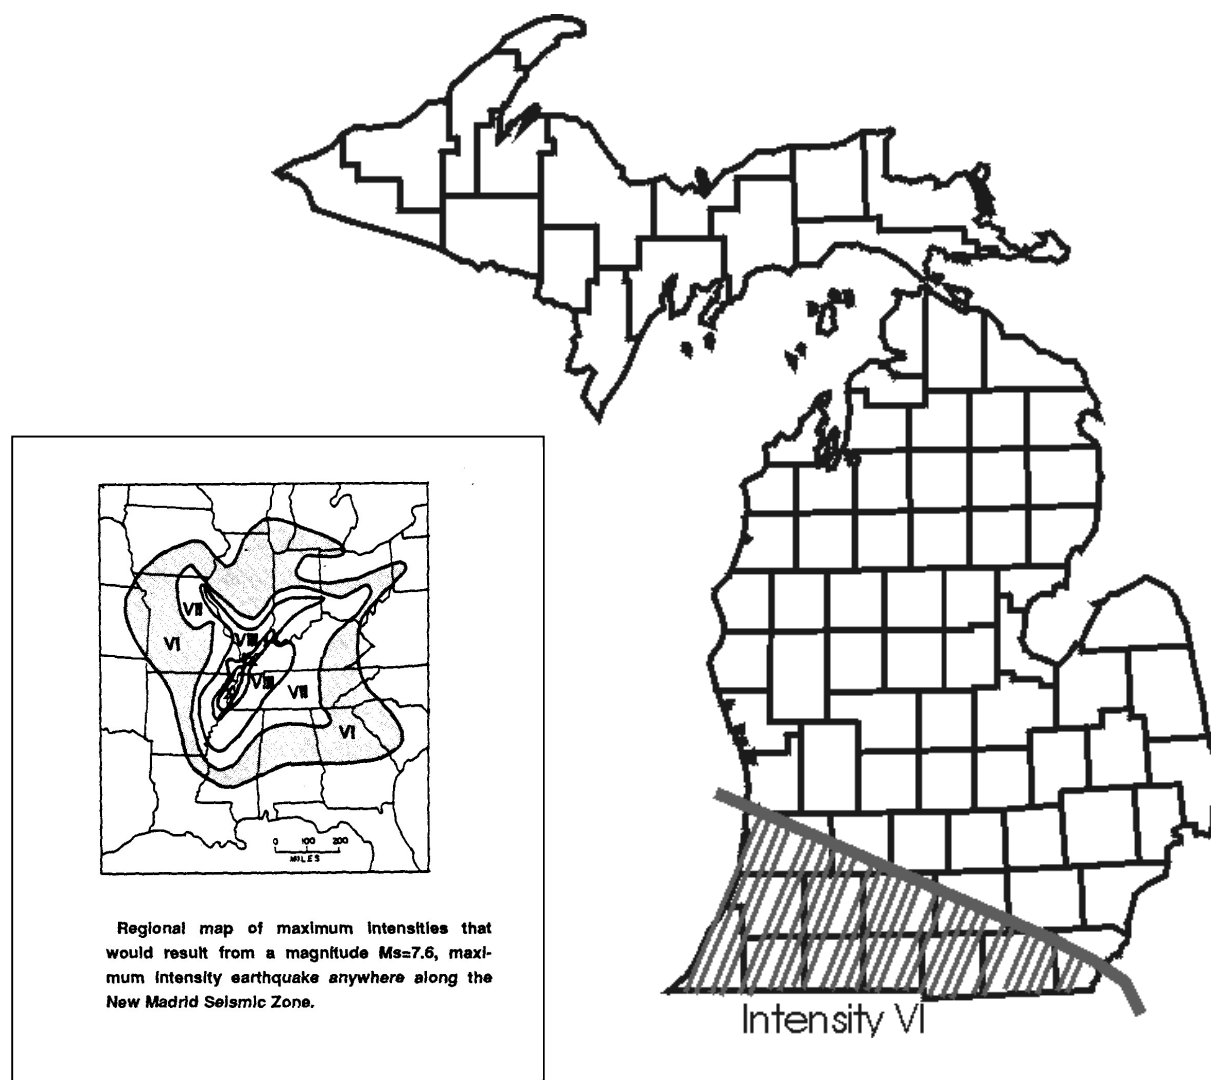 VII
VI
VIII
VIII
VII
VI
0 100 200
MILES
Regional map of maximum intensities that
would result from a magnitude Ms=7.6, maxi-
mum intensity earthquake anywhere along the
New Madrid Seismic Zone.
Intensity VI